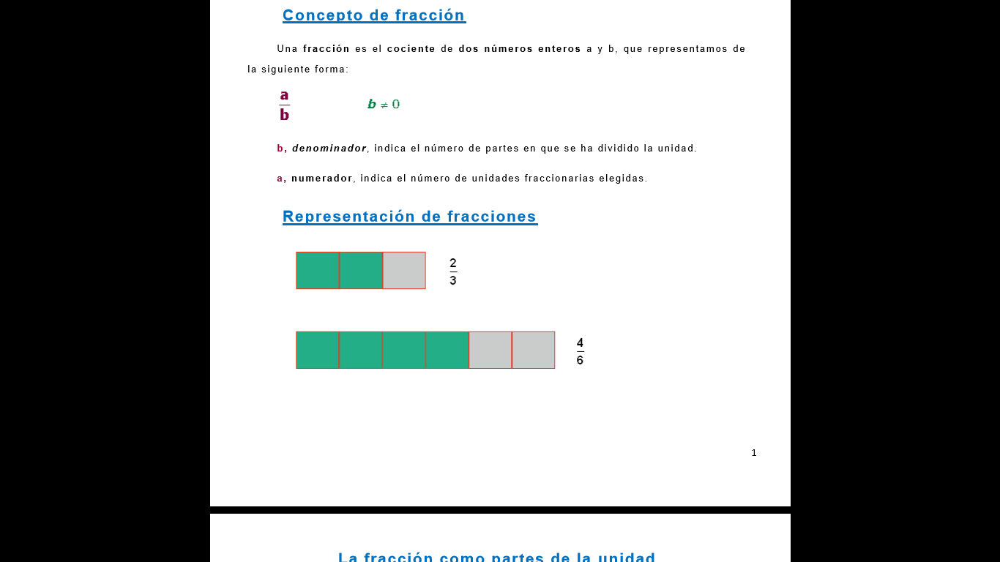 Concepto de fracción
Una fracción es el cociente de dos números enteros a y b, que representamos de
la siguiente forma:
a
b
b ≠ 0
b, denominador, indica el número de partes en que se ha dividido la unidad.
a, numerador, indica el número de unidades fraccionarias elegidas.
Representación de fracciones
2
3
4
6
1
La fracción como partes de la unidad